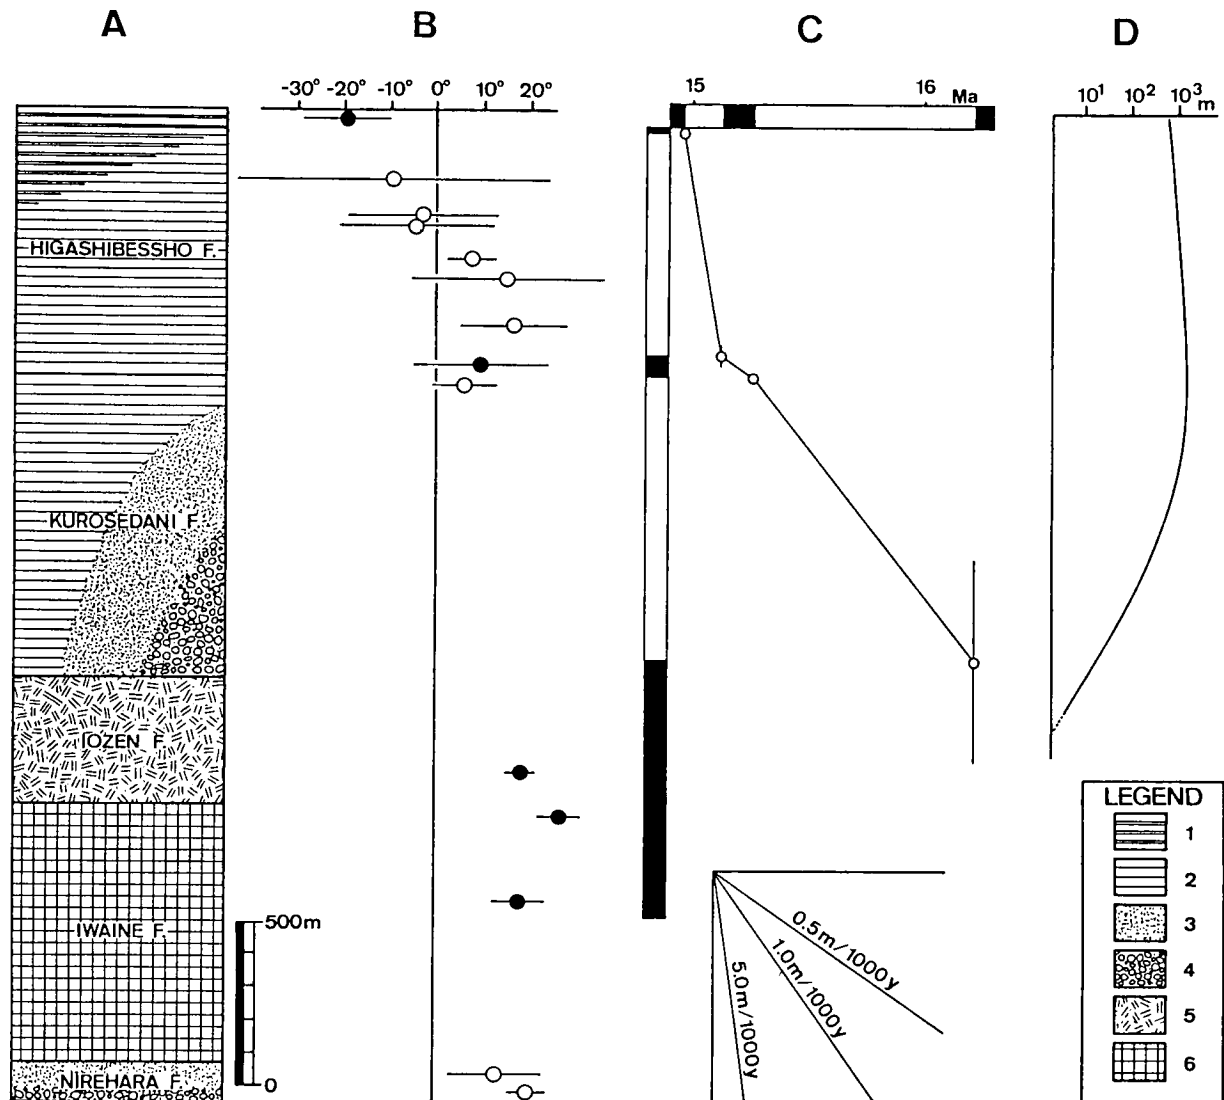 A B C D
-30° -20° -10° 0° 10° 20°
15 16 Ma
10¹ 10² 10³ m
HIGASHIBESSHO F.
KUROSEDANI F.
IOZEN F.
IWAINE F.
NIREHARA F.
500m
0
0.5m/1000y
1.0m/1000y
5.0m/1000y
LEGEND
1
2
3
4
5
6